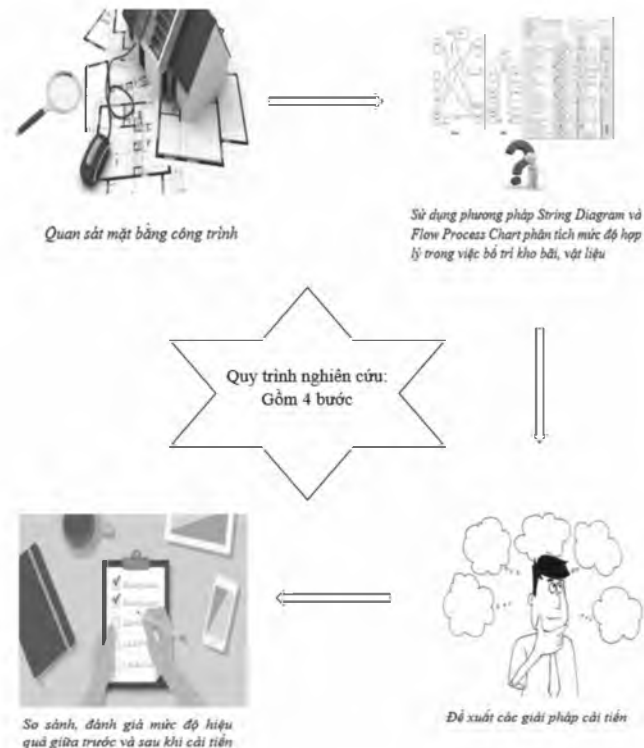 Quan sát mặt bằng công trình
Sử dụng phương pháp String Diagram và
Flow Process Chart phân tích mức độ hợp
lý trong việc bố trí kho bãi, vật liệu
Quy trình nghiên cứu:
Gồm 4 bước
Đề xuất các giải pháp cải tiến
So sánh, đánh giá mức độ hiệu
quả giữa trước và sau khi cải tiến